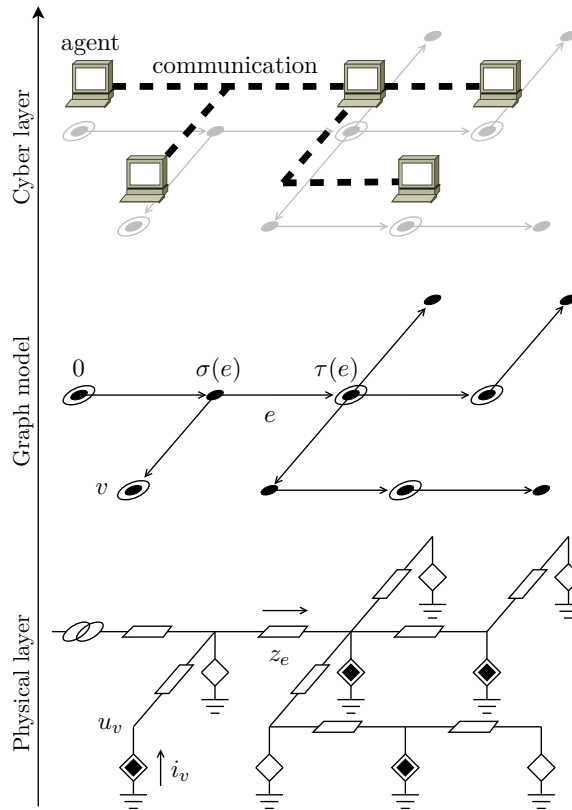 agent
communication
Cyber layer
0
σ(e)
τ(e)
e
v
Graph model
z_e
u_v
i_v
Physical layer